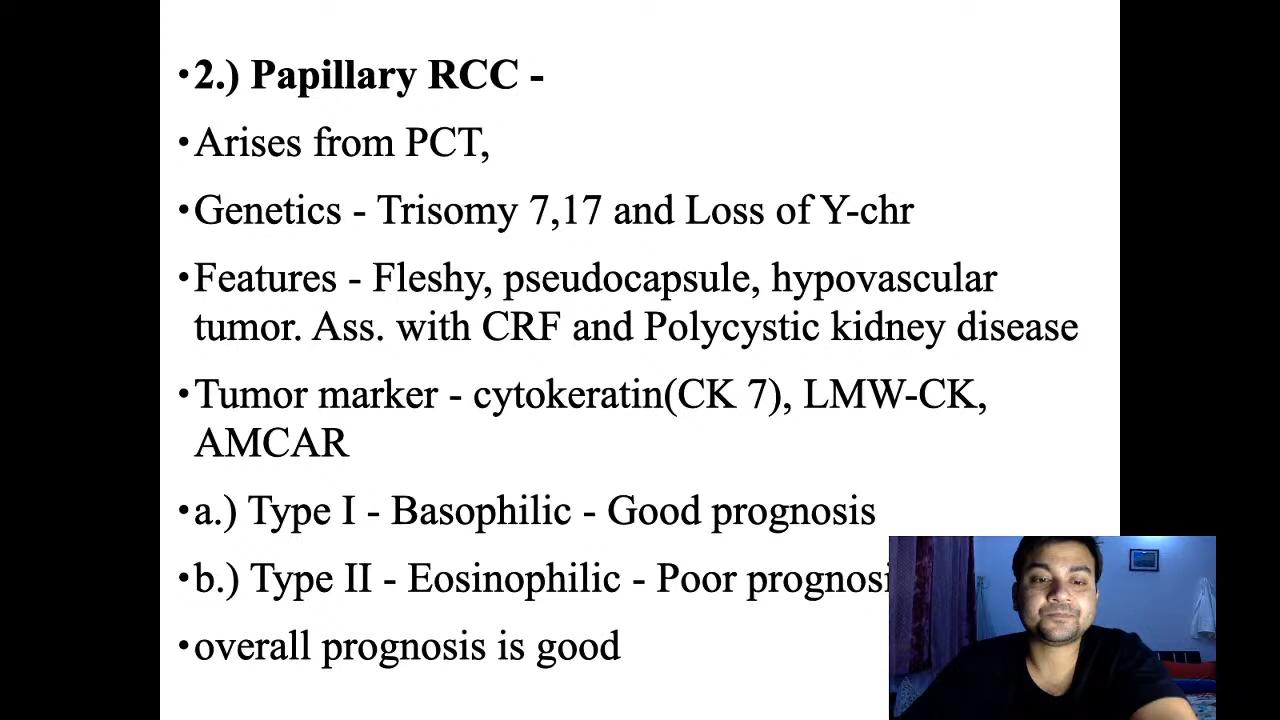 •2.) Papillary RCC -
•Arises from PCT,
•Genetics - Trisomy 7,17 and Loss of Y-chr
•Features - Fleshy, pseudocapsule, hypovascular
tumor. Ass. with CRF and Polycystic kidney disease
•Tumor marker - cytokeratin(CK 7), LMW-CK,
AMCAR
•a.) Type I - Basophilic - Good prognosis
•b.) Type II - Eosinophilic - Poor prognosi
•overall prognosis is good